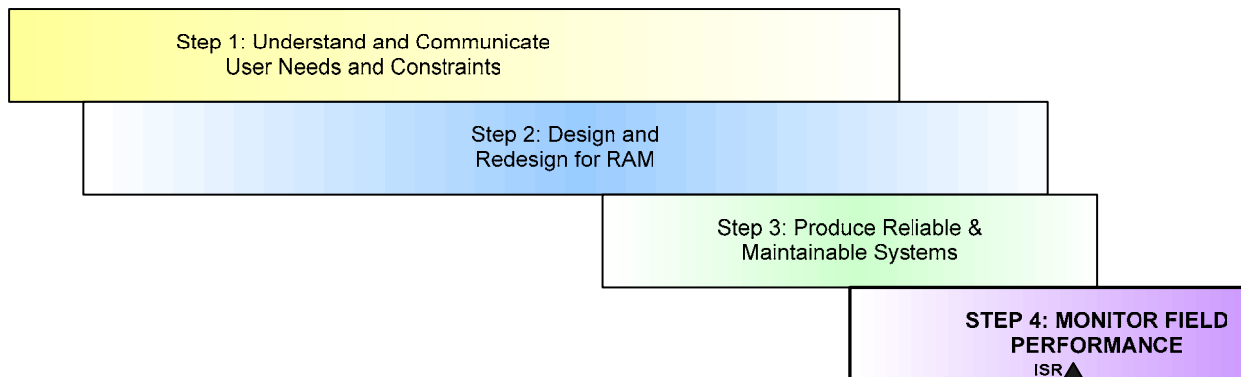 Step 1: Understand and Communicate
User Needs and Constraints
Step 2: Design and
Redesign for RAM
Step 3: Produce Reliable &
Maintainable Systems
STEP 4: MONITOR FIELD
PERFORMANCE
ISR